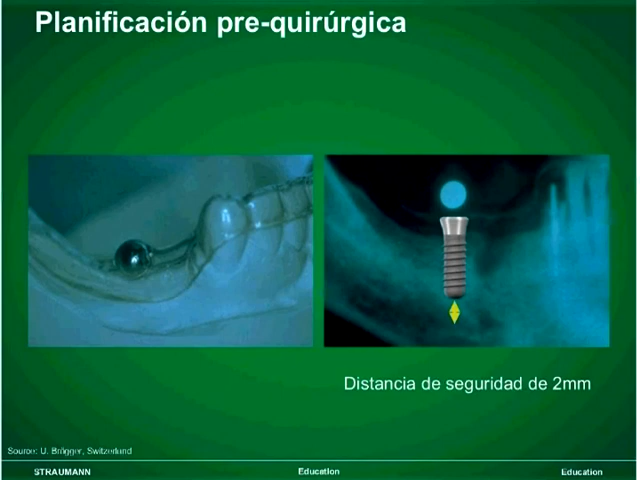 Planificación pre-quirúrgica
Distancia de seguridad de 2mm
Source: U. Brägger, Switzerland
STRAUMANN
Education
Education